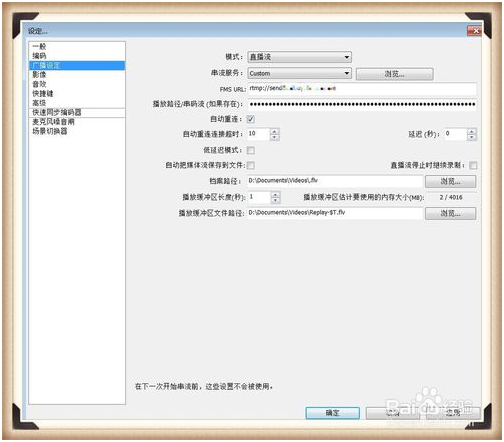 设定...
一般
编码
广播设定
影像
音效
快捷键
高级
快速同步编码器
麦克风噪音阀
场景切换器
模式： 直播流
串流服务： Custom 浏览...
FMS URL: rtmp://send
播放路径/串码流 (如果存在): ••••••••••••••••••••••••••••••••••••••••••••••••
自动重连：
自动重连连接超时： 10 延迟 (秒)： 0
低延迟模式：
自动把媒体流保存到文件： 直播流停止时继续录制：
档案路径： D:\Documents\Videos\.flv 浏览...
播放缓冲区长度(秒)： 1 播放缓冲区估计要使用的内存大小(MB)： 2 / 4016
播放缓冲区文件路径： D:\Documents\Videos\Replay-$T.flv 浏览...
在下一次开始串流前，这些设置不会被使用。
确定 取消 应用
Baidu 经验